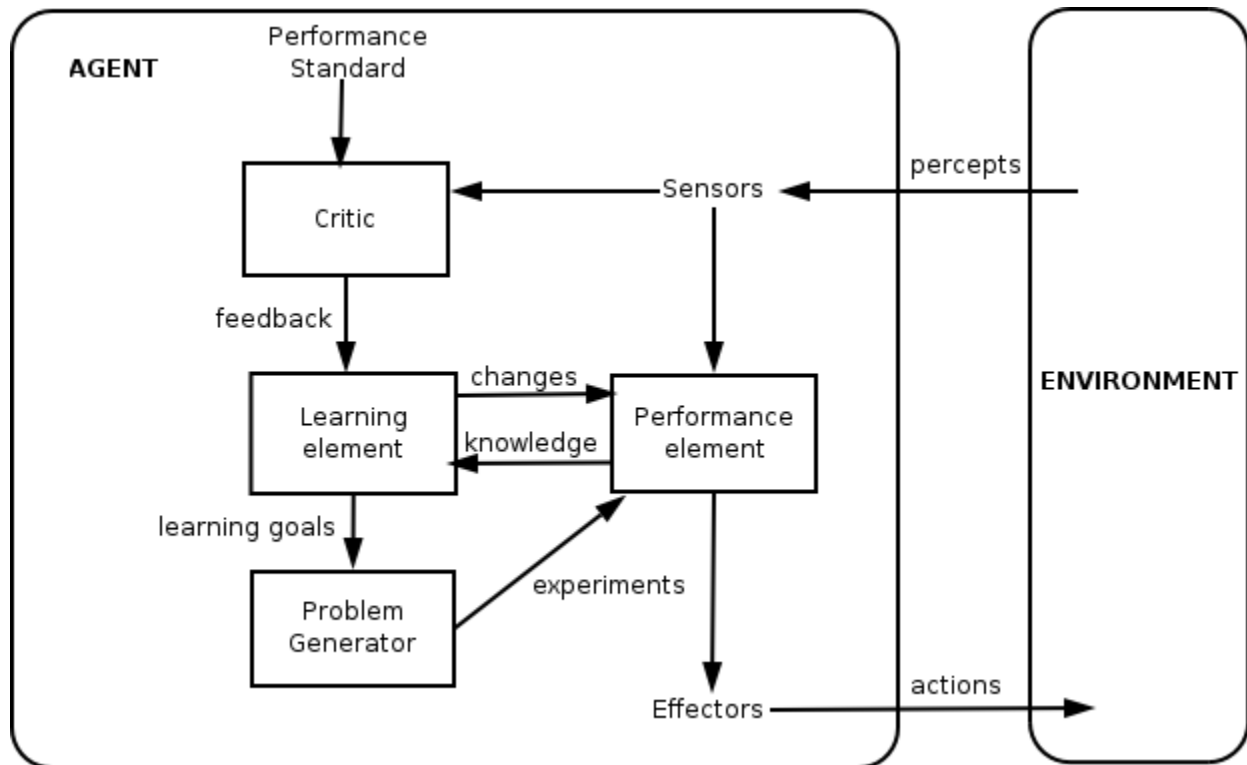 Performance
Standard
AGENT
percepts
Sensors
Critic
feedback
changes
ENVIRONMENT
Learning
element
Performance
element
knowledge
learning goals
experiments
Problem
Generator
actions
Effectors